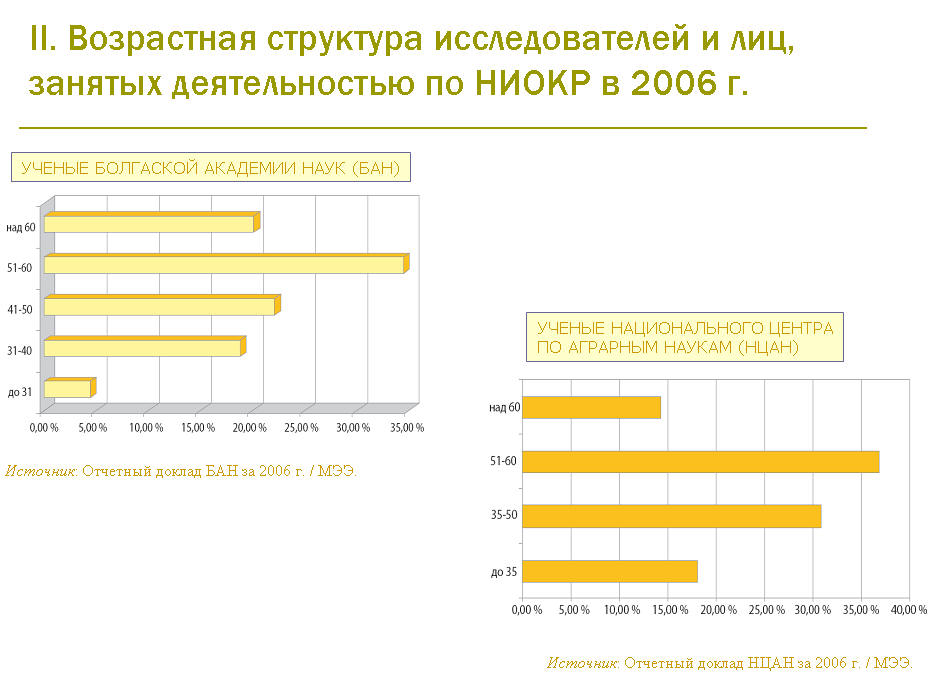 II. Возрастная структура исследователей и лиц,
занятых деятельностью по НИОКР в 2006 г.
УЧЕНЫЕ БОЛГАСКОЙ АКАДЕМИИ НАУК (БАН)
над 60
51-60
41-50
31-40
до 31
0,00 % 5,00 % 10,00 % 15,00 % 20,00 % 25,00 % 30,00 % 35,00 %
Источник: Отчетный доклад БАН за 2006 г. / МЭЭ.
УЧЕНЫЕ НАЦИОНАЛЬНОГО ЦЕНТРА
ПО АГРАРНЫМ НАУКАМ (НЦАН)
над 60
51-60
35-50
до 35
0,00 % 5,00 % 10,00 % 15,00 % 20,00 % 25,00 % 30,00 % 35,00 % 40,00 %
Источник: Отчетный доклад НЦАН за 2006 г. / МЭЭ.